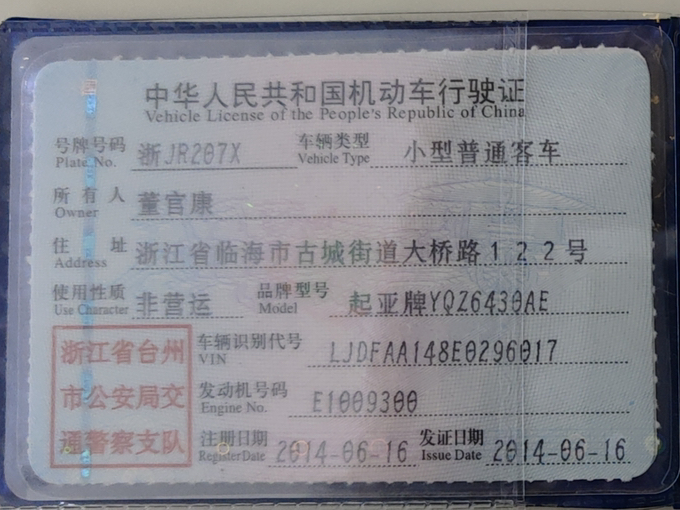 中华人民共和国机动车行驶证
Vehicle License of the People's Republic of China
号牌号码 浙JR207X 车辆类型 小型普通客车
Plate No. Vehicle Type
所有人 董官康
Owner
住址 浙江省临海市古城街道大桥路122号
Address
使用性质 非营运 品牌型号 起亚牌YQZ6430AE
Use Character Model
浙江省台州
市公安局交
通警察支队
车辆识别代号 LJDFAA148E0296017
VIN
发动机号码 E1009300
Engine No.
注册日期 2014-06-16 发证日期 2014-06-16
Register Date Issue Date